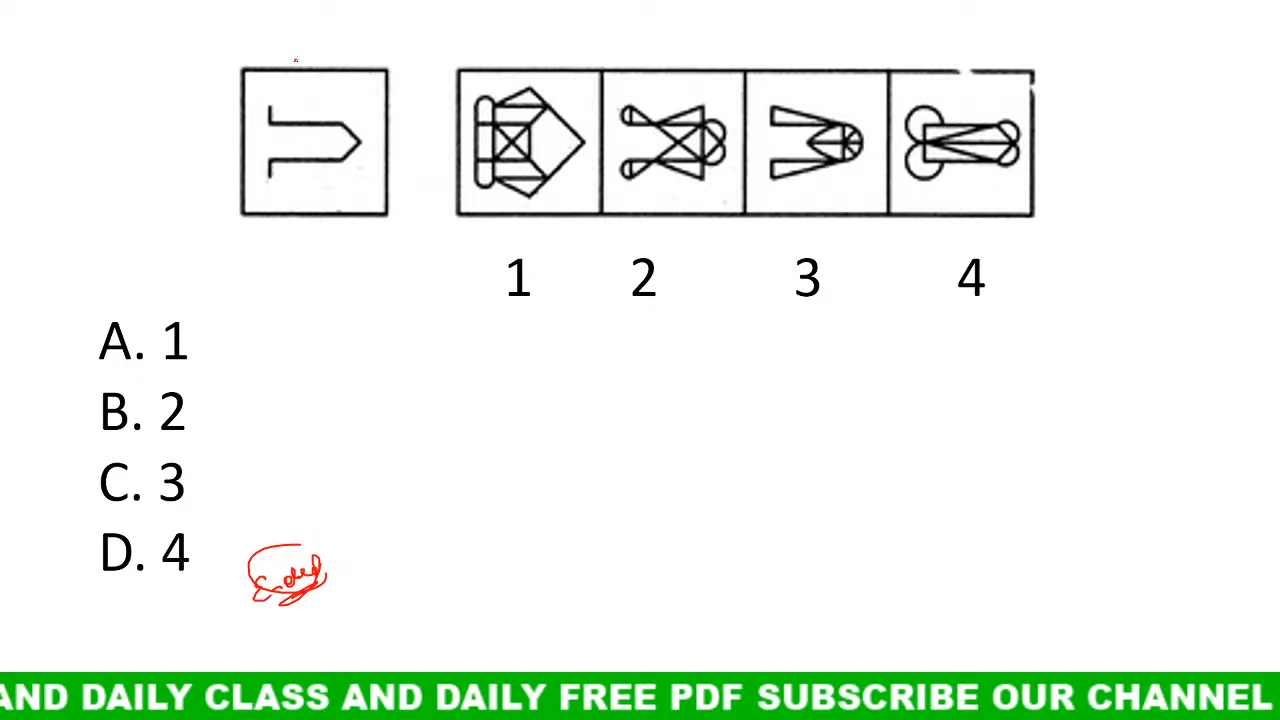 1 2 3 4
A. 1
B. 2
C. 3
D. 4
AND DAILY CLASS AND DAILY FREE PDF SUBSCRIBE OUR CHANNEL